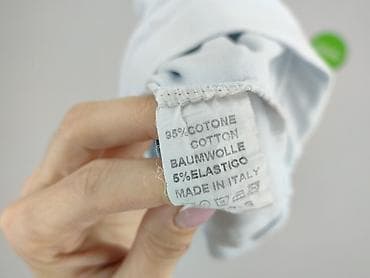 95%COTONE
COTTON
BAUMWOLLE
5%ELASTICO
MADE IN ITALY